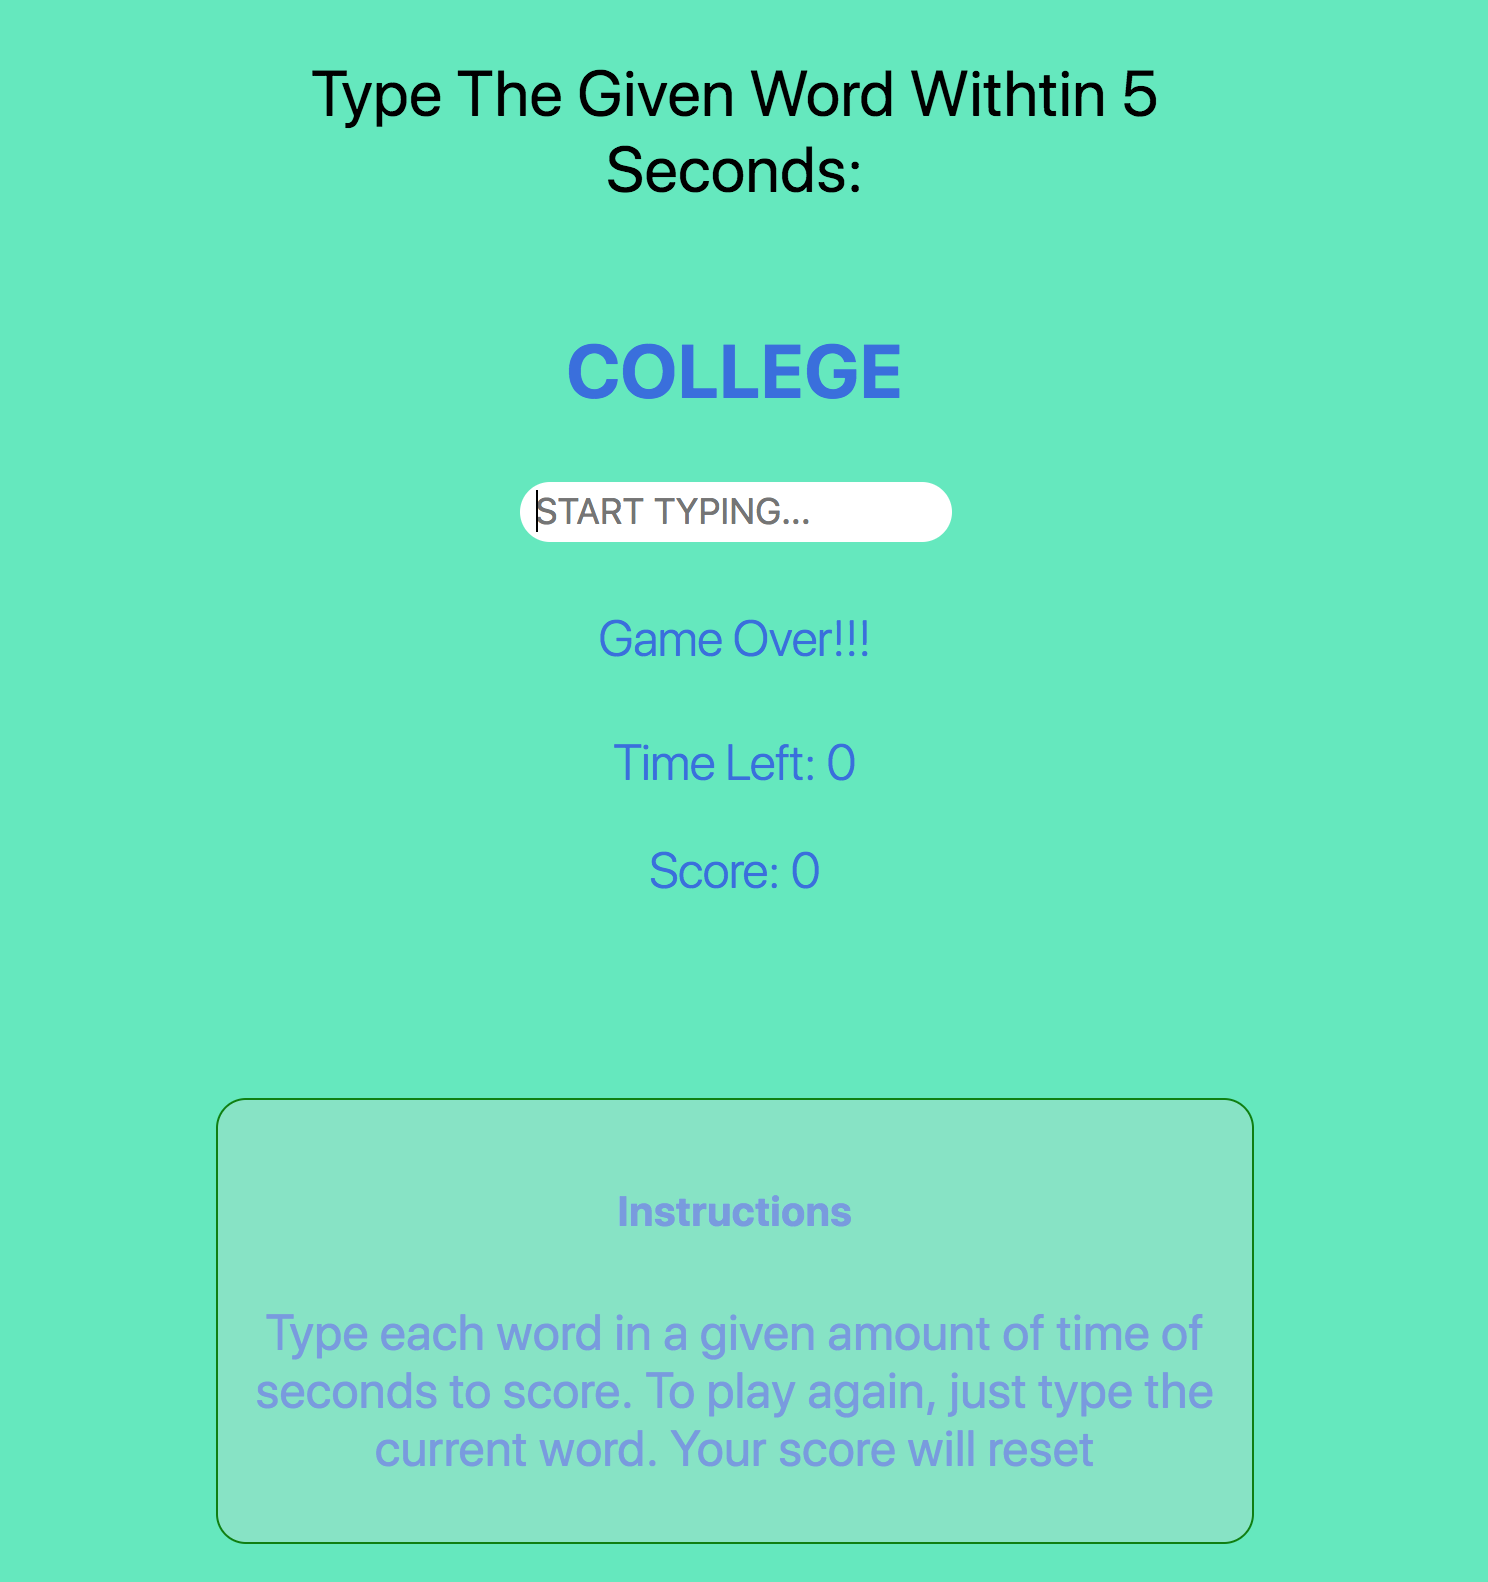 Type The Given Word Withtin 5
Seconds:
COLLEGE
START TYPING...
Game Over!!!
Time Left: 0
Score: 0
Instructions
Type each word in a given amount of time of
seconds to score. To play again, just type the
current word. Your score will reset